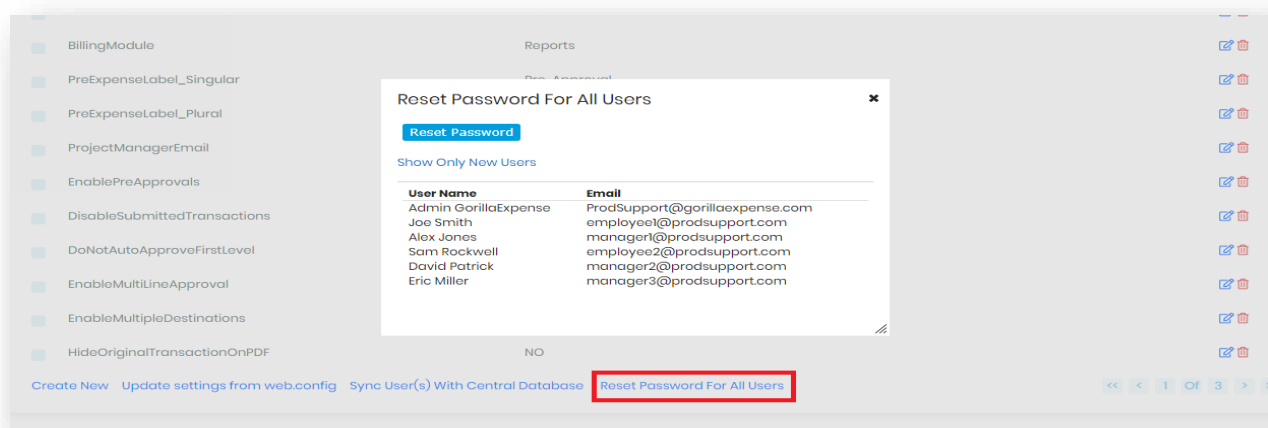 BillingModule Reports
PreExpenseLabel_Singular Pre-Approval
PreExpenseLabel_Plural
ProjectManagerEmail
EnablePreApprovals
DisableSubmittedTransactions
DoNotAutoApproveFirstLevel
EnableMultiLineApproval
EnableMultipleDestinations
HideOriginalTransactionOnPDF NO
Reset Password For All Users
Reset Password
Show Only New Users
User Name Email
Admin GorillaExpense ProdSupport@gorillaexpense.com
Joe Smith employee1@prodsupport.com
Alex Jones manager1@prodsupport.com
Sam Rockwell employee2@prodsupport.com
David Patrick manager2@prodsupport.com
Eric Miller manager3@prodsupport.com
Create New Update settings from web.config Sync User(s) With Central Database Reset Password For All Users << < 1 Of 3 >